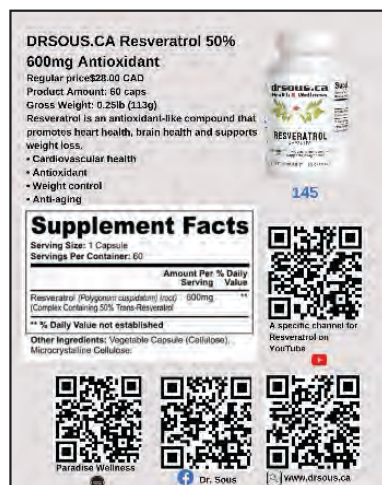 DRSOUS.CA Resveratrol 50%
600mg Antioxidant
Regular price$28.00 CAD
Product Amount: 60 caps
Gross Weight: 0.25lb (113g)
Resveratrol is an antioxidant-like compound that
promotes heart health, brain health and supports
weight loss.
• Cardiovascular health
• Antioxidant
• Weight control
• Anti-aging
drsous.ca
Health & Wellness
RESVERATROL
145
Supplement Facts
Serving Size: 1 Capsule
Servings Per Container: 60
Amount Per % Daily
Serving Value
Resveratrol (Polygonum cuspidatum) (root) 600mg **
(Complex Containing 50% Trans-Resveratrol
** % Daily Value not established
Other Ingredients: Vegetable Capsule (Cellulose),
Microcrystalline Cellulose.
A specific channel for
Resveratrol on
YouTube
Paradise Wellness
Dr. Sous
www.drsous.ca